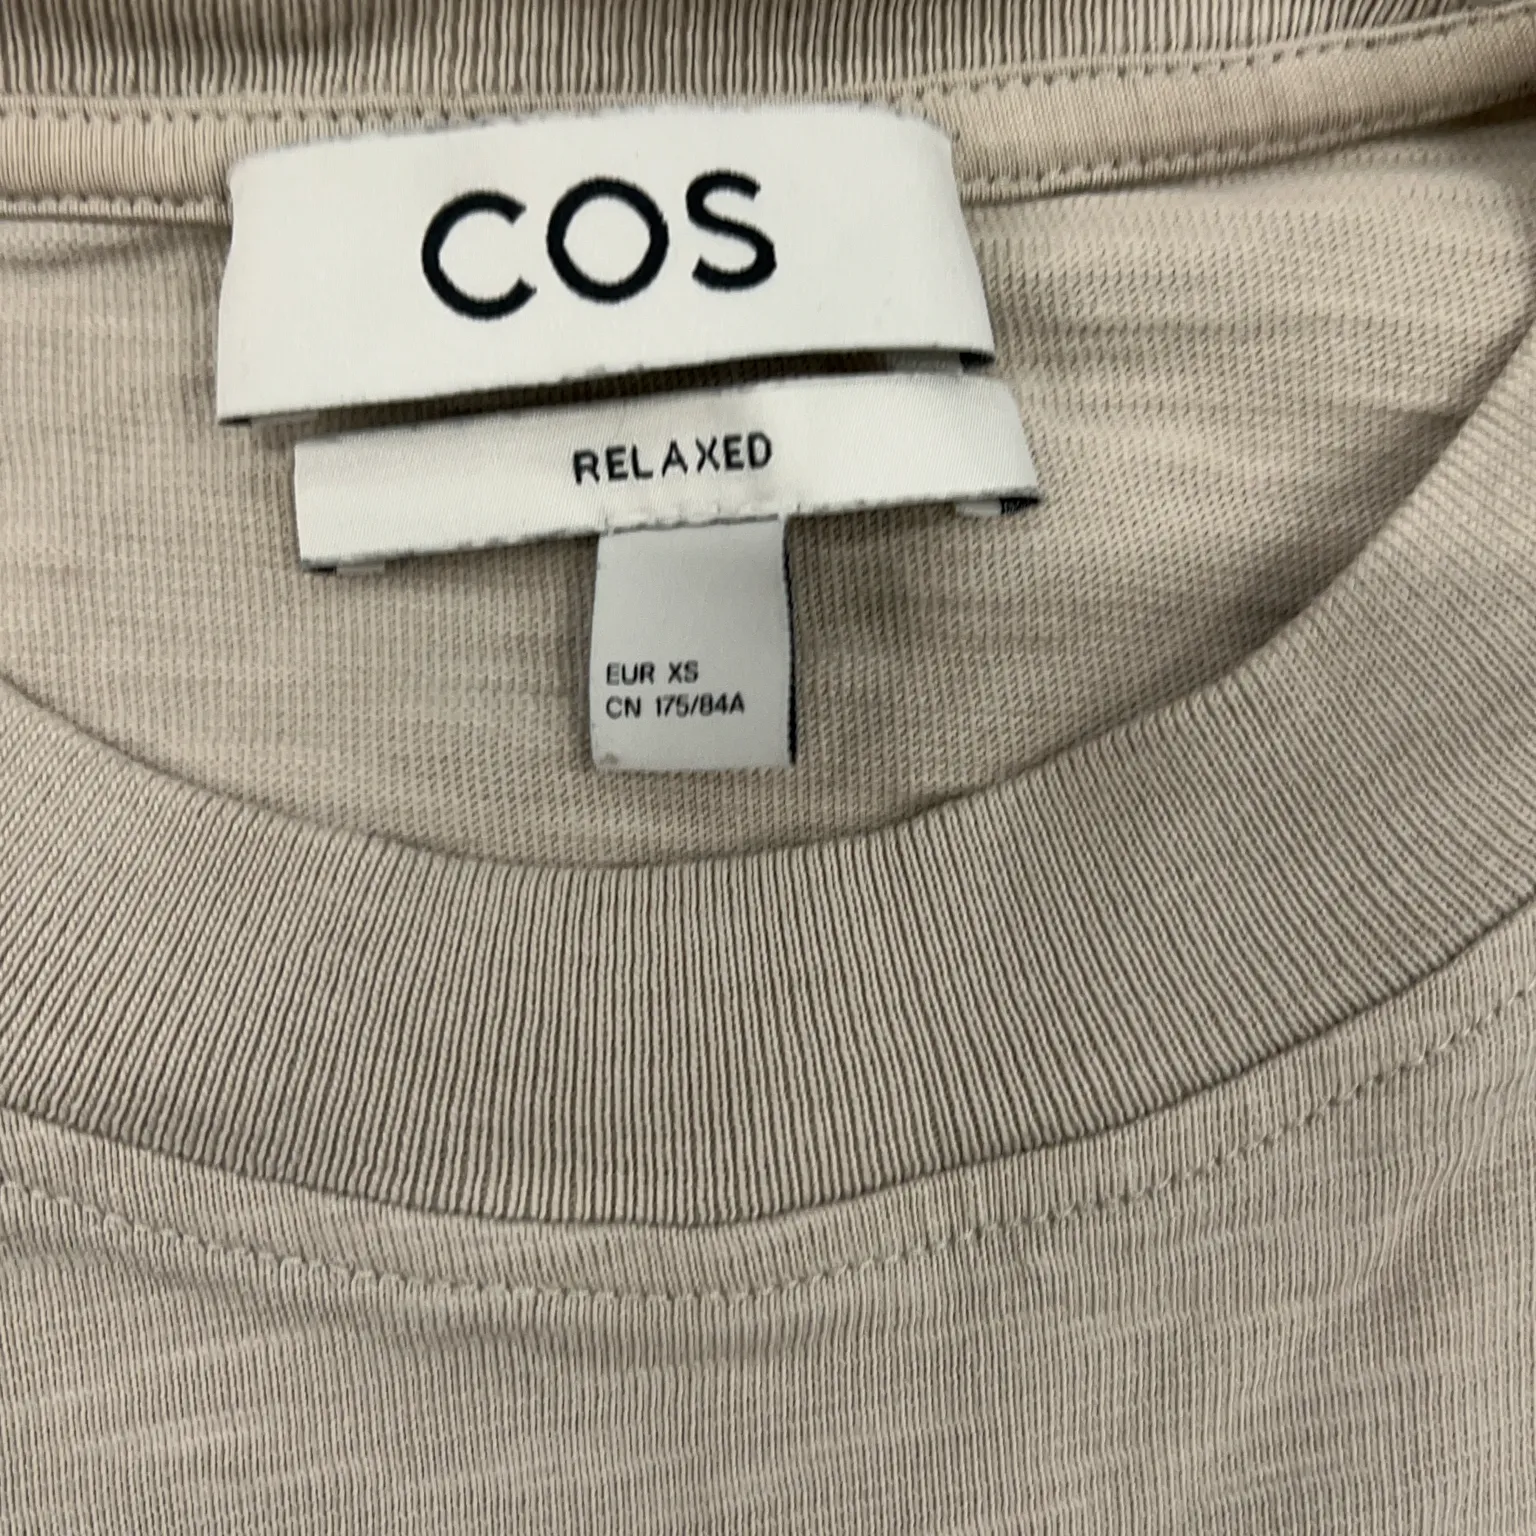 COS
RELAXED
EUR XS
CN 175/84A